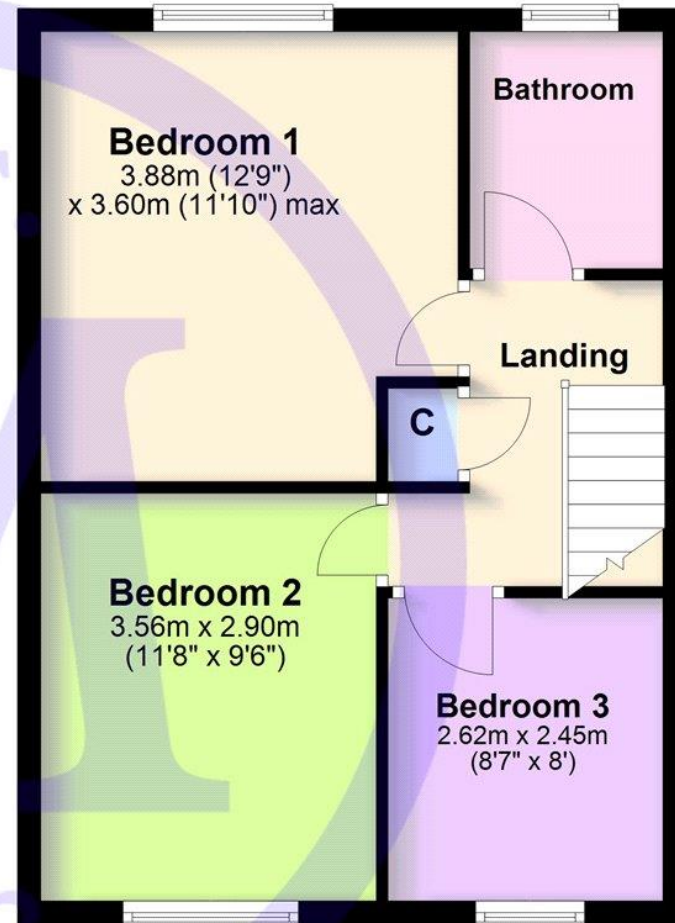 Bathroom
Bedroom 1
3.88m (12'9")
x 3.60m (11'10") max
Landing
C
Bedroom 2
3.56m x 2.90m
(11'8" x 9'6")
Bedroom 3
2.62m x 2.45m
(8'7" x 8')